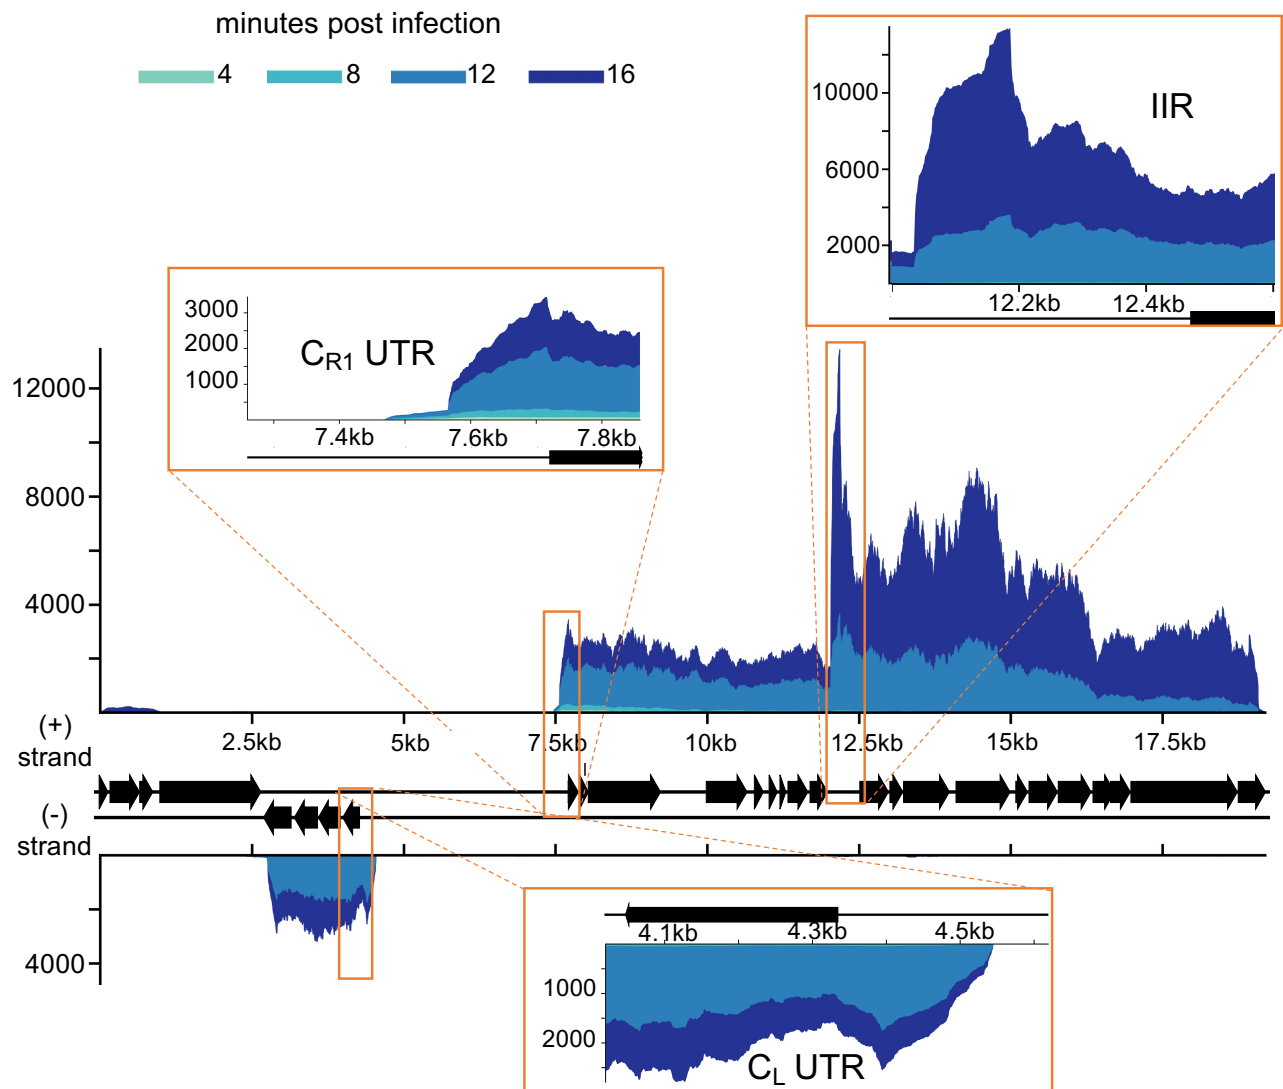 minutes post infection
4 8 12 16
IIR
10000
6000
2000
12.2kb 12.4kb
C_R1 UTR
3000
2000
1000
7.4kb 7.6kb 7.8kb
12000
8000
4000
(+)
strand
2.5kb 5kb 7.5kb 10kb 12.5kb 15kb 17.5kb
(-)
strand
4000
4.1kb 4.3kb 4.5kb
1000
2000
C_L UTR